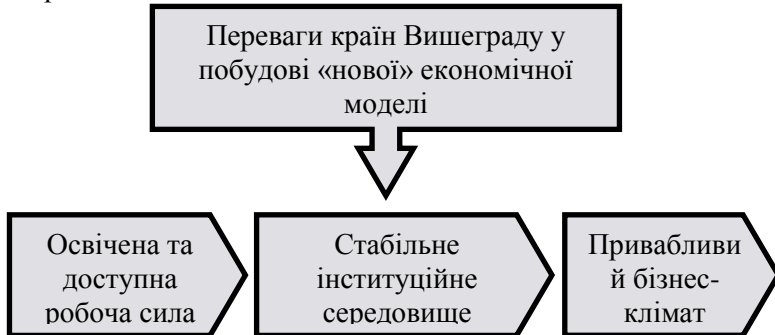 Переваги країн Вишеграду у
побудові «нової» економічної
моделі
Освічена та
доступна
робоча сила
Стабільне
інституційне
середовище
Привабливи
й бізнес-
клімат